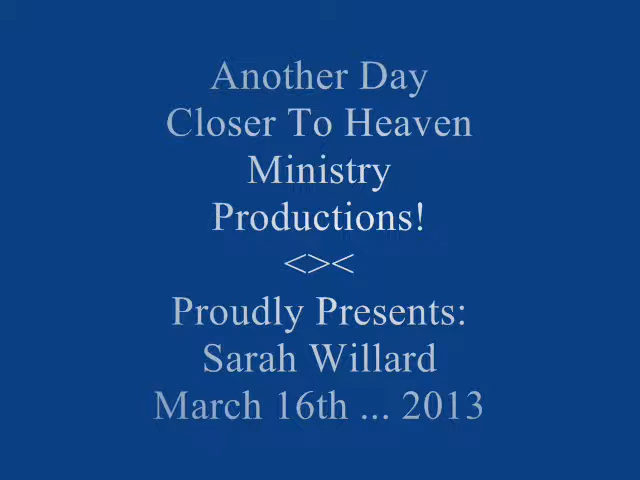 Another Day
Closer To Heaven
Ministry
Productions!
<><
Proudly Presents:
Sarah Willard
March 16th ... 2013